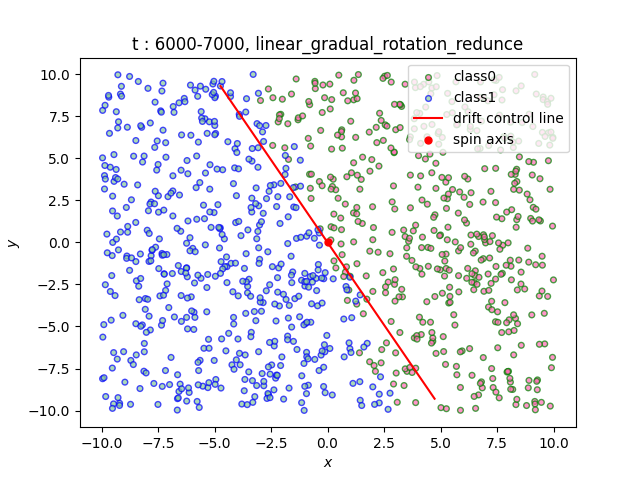 t : 6000-7000, linear_gradual_rotation_redunce
class0
class1
drift control line
spin axis
10.0
7.5
5.0
2.5
0.0
−2.5
−5.0
−7.5
−10.0
y
−10.0 −7.5 −5.0 −2.5 0.0 2.5 5.0 7.5 10.0
x